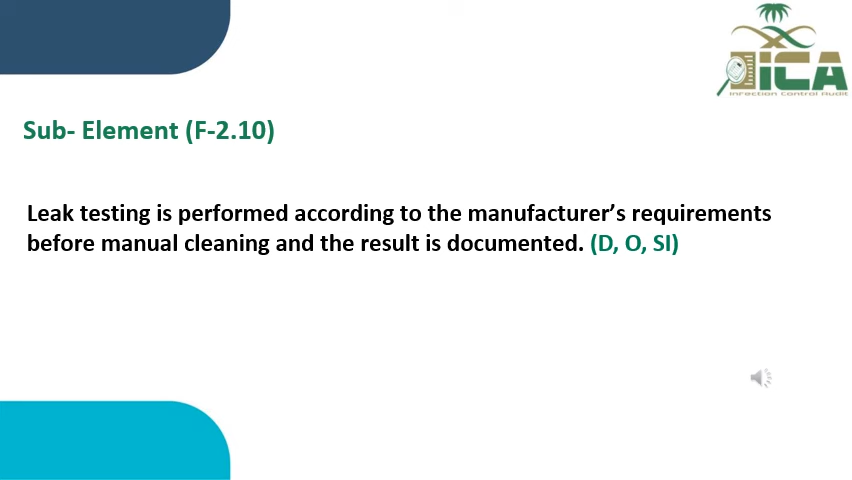 iCA
Infection Control Audit
Sub- Element (F-2.10)
Leak testing is performed according to the manufacturer’s requirements
before manual cleaning and the result is documented. (D, O, SI)